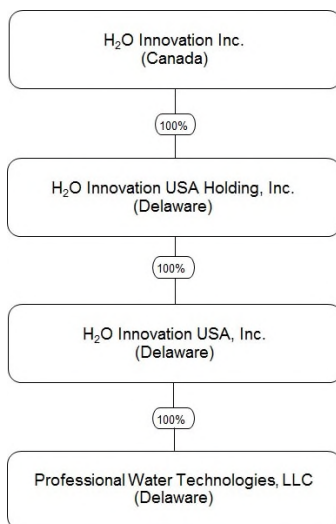 H₂O Innovation Inc.
(Canada)
100%
H₂O Innovation USA Holding, Inc.
(Delaware)
100%
H₂O Innovation USA, Inc.
(Delaware)
100%
Professional Water Technologies, LLC
(Delaware)